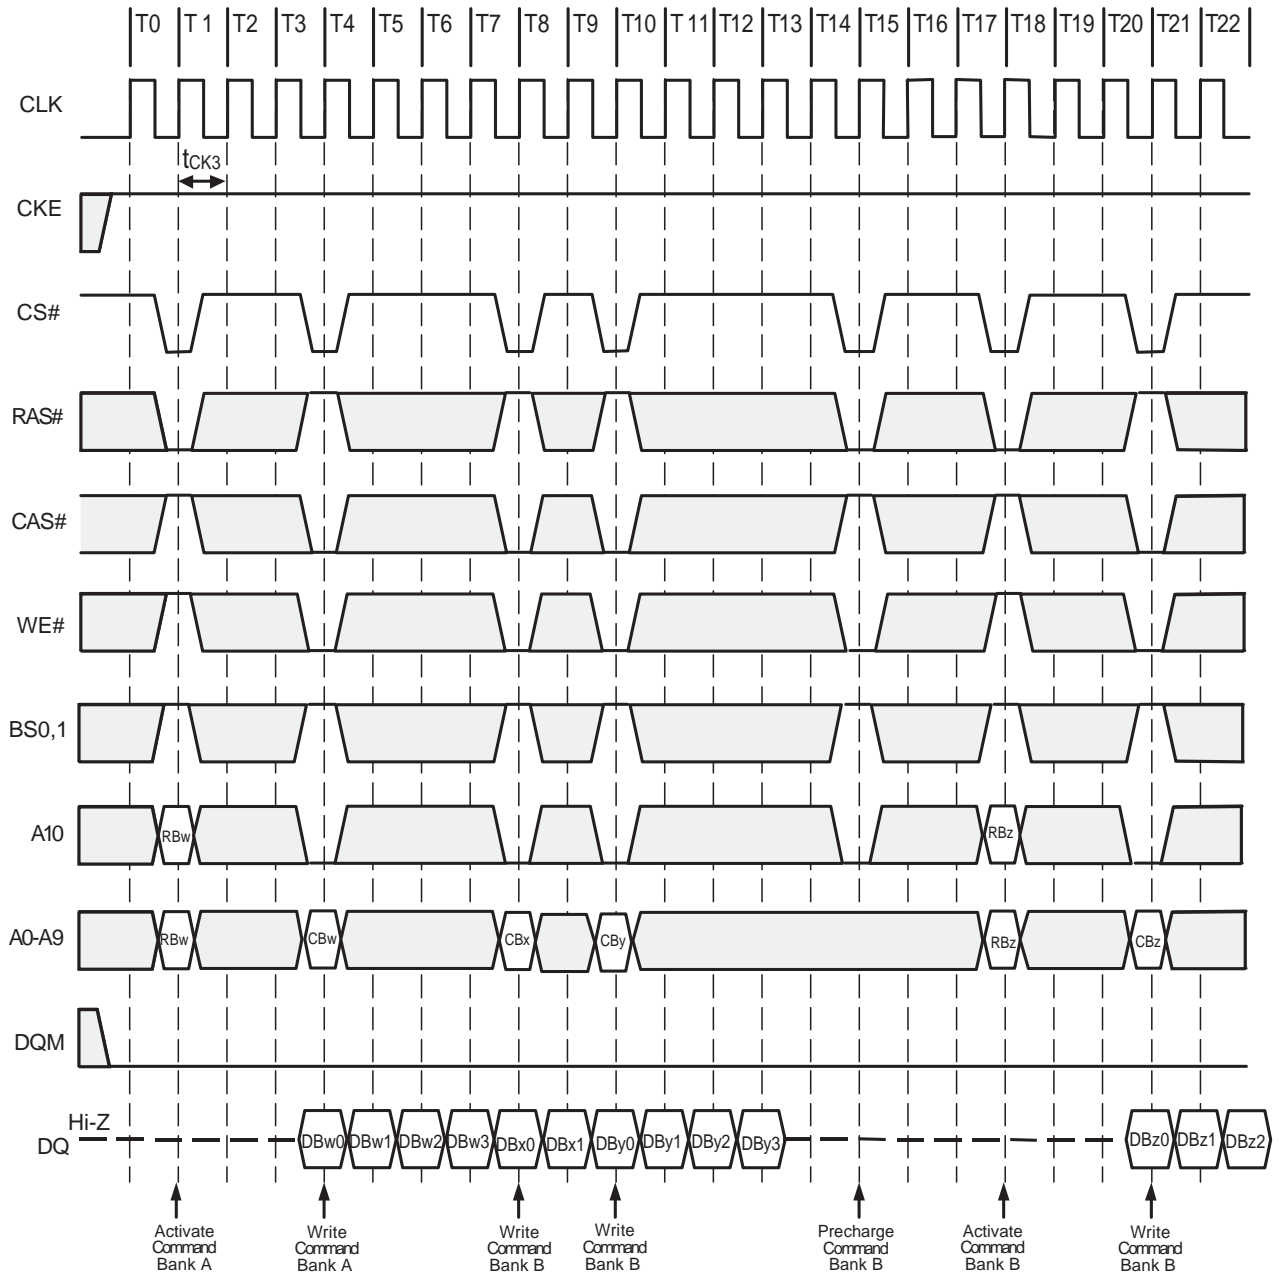 T0 T 1 T2 T3 T4 T5 T6 T7 T8 T9 T10 T 11 T12 T13 T14 T15 T16 T17 T18 T19 T20 T21 T22
CLK
tCK3
CKE
CS#
RAS#
CAS#
WE#
BS0,1
A10 RBw RBz
A0-A9 RBw CBw CBx CBy RBz CBz
DQM
Hi-Z
DQ DBw0 DBw1 DBw2 DBw3 DBx0 DBx1 DBy0 DBy1 DBy2 DBy3 DBz0 DBz1 DBz2
Activate
Command
Bank A
Write
Command
Bank A
Write
Command
Bank B
Write
Command
Bank B
Precharge
Command
Bank B
Activate
Command
Bank B
Write
Command
Bank B